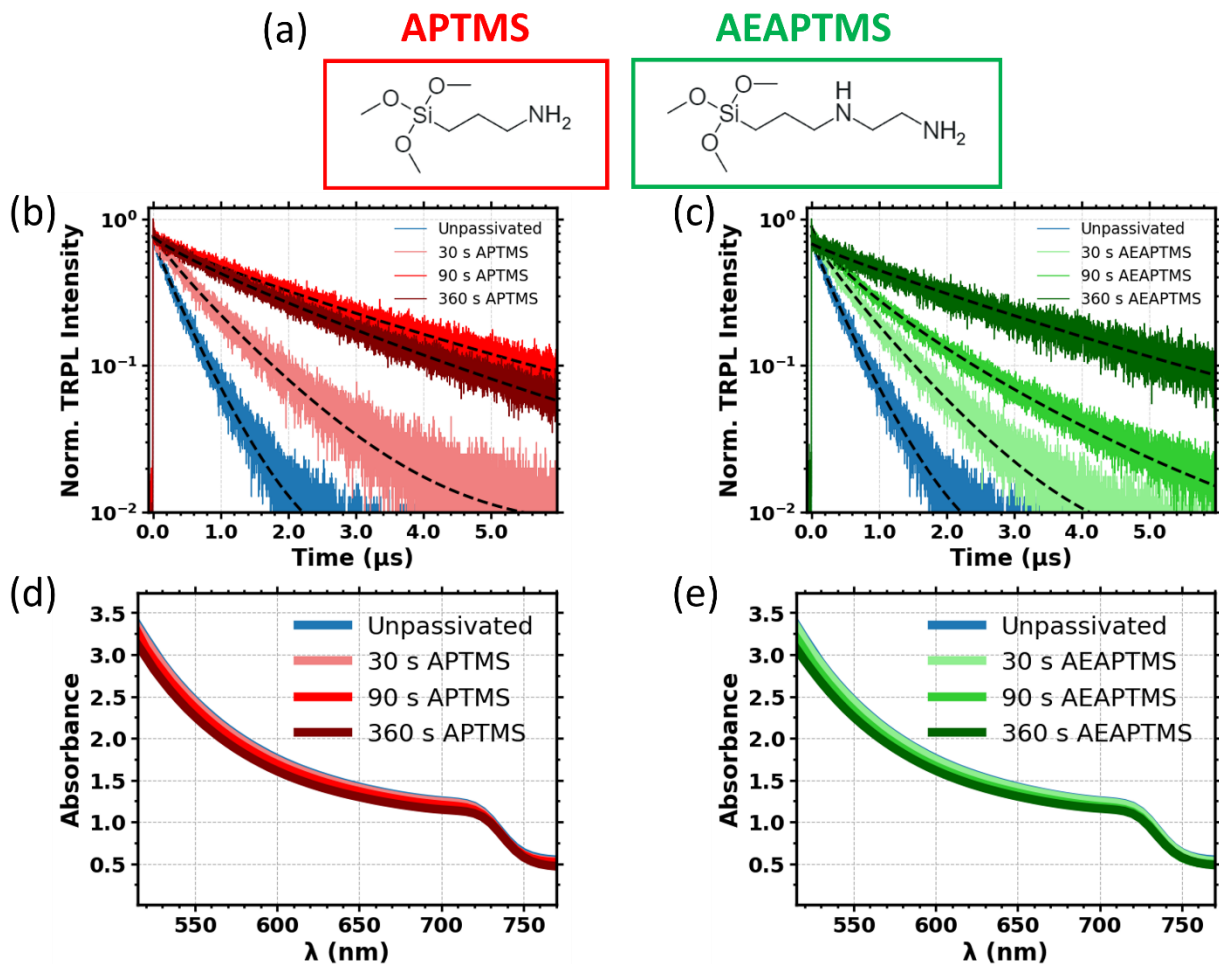 (a) APTMS AEAPTMS
O
O
Si
O
NH2
O
O
Si
O
H
N
NH2
(b)
Norm. TRPL Intensity
10⁰
10⁻¹
10⁻²
Unpassivated
30 s APTMS
90 s APTMS
360 s APTMS
0.0 1.0 2.0 3.0 4.0 5.0
Time (μs)
(c)
Norm. TRPL Intensity
10⁰
10⁻¹
10⁻²
Unpassivated
30 s AEAPTMS
90 s AEAPTMS
360 s AEAPTMS
0.0 1.0 2.0 3.0 4.0 5.0
Time (μs)
(d)
Absorbance
3.5
3.0
2.5
2.0
1.5
1.0
0.5
Unpassivated
30 s APTMS
90 s APTMS
360 s APTMS
550 600 650 700 750
λ (nm)
(e)
Absorbance
3.5
3.0
2.5
2.0
1.5
1.0
0.5
Unpassivated
30 s AEAPTMS
90 s AEAPTMS
360 s AEAPTMS
550 600 650 700 750
λ (nm)